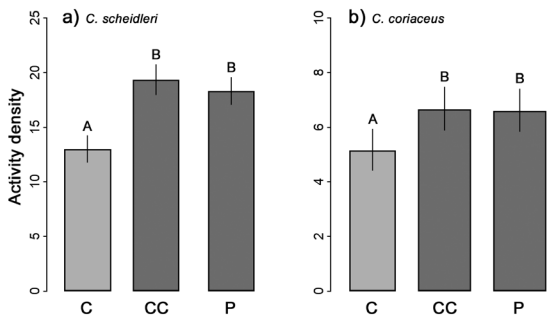 a) C. scheidleri
b) C. coriaceus
Activity density
25
20
15
10
5
0
A
B
B
C
CC
P
10
8
6
4
2
0
A
B
B
C
CC
P